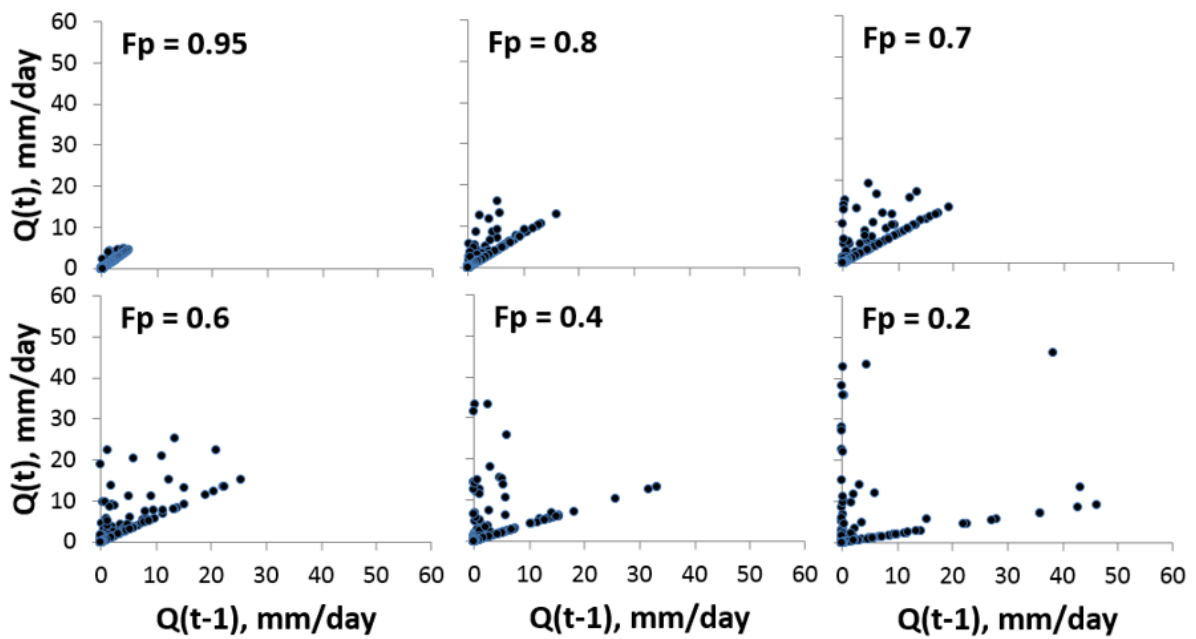 Q(t), mm/day
60
50
40
30
20
10
0
Fp = 0.95
Fp = 0.8
Fp = 0.7
Q(t), mm/day
60
50
40
30
20
10
0
Fp = 0.6
Fp = 0.4
Fp = 0.2
0 10 20 30 40 50 60
0 10 20 30 40 50 60
0 10 20 30 40 50 60
Q(t-1), mm/day
Q(t-1), mm/day
Q(t-1), mm/day